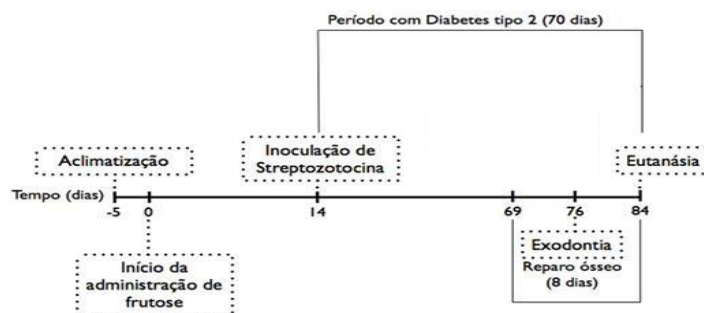 Período com Diabetes tipo 2 (70 dias)
Aclimatização
Inoculação de
Streptozotocina
Eutanásia
Tempo (dias)
-5 0 14 69 76 84
Início da
administração de
frutose
Exodontia
Reparo ósseo
(8 dias)